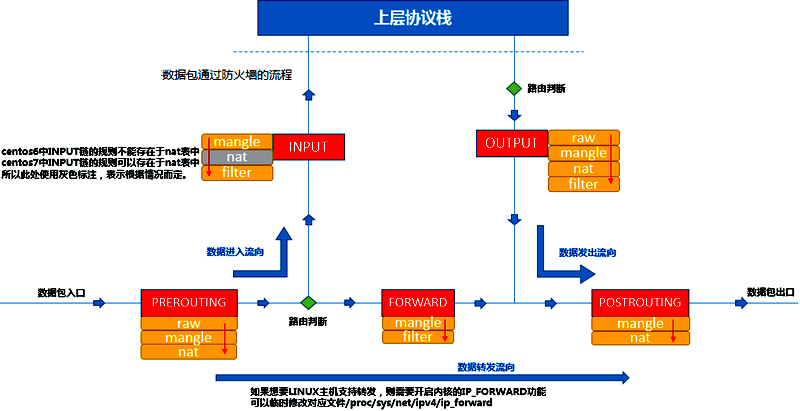 上层协议栈
数据包通过防火墙的流程
路由判断
centos6中INPUT链的规则不能存在于nat表中
centos7中INPUT链的规则可以存在于nat表中
所以此处使用灰色标注，表示根据情况而定。
mangle
nat
filter
INPUT
OUTPUT
raw
mangle
nat
filter
数据进入流向
数据发出流向
数据包入口
PREROUTING
raw
mangle
nat
路由判断
FORWARD
mangle
filter
POSTROUTING
mangle
nat
数据包出口
数据转发流向
如果想要LINUX主机支持转发，则需要开启内核的IP_FORWARD功能
可以临时修改对应文件/proc/sys/net/ipv4/ip_forward